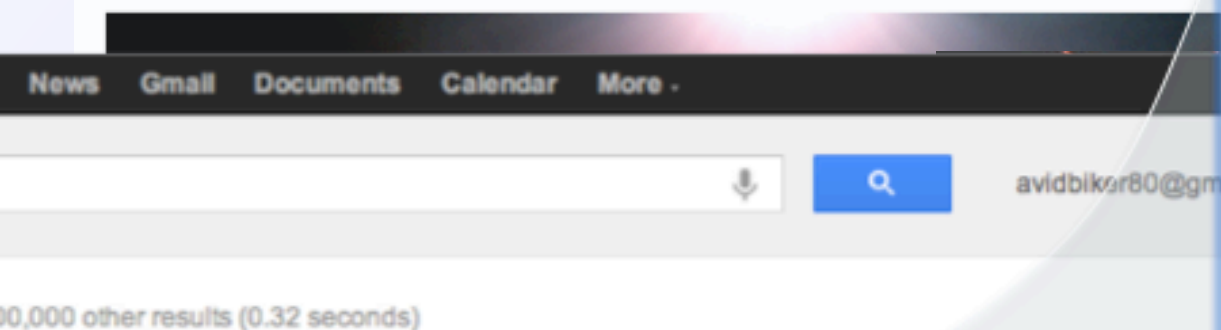 News Gmail Documents Calendar More
avidbiker80@gm
00,000 other results (0.32 seconds)